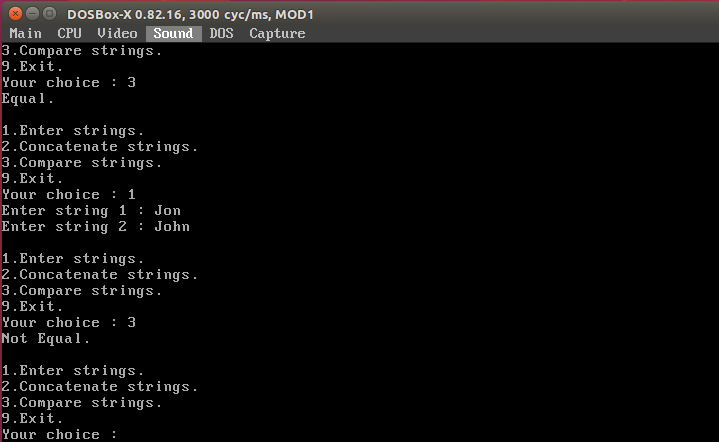 DOSBox-X 0.82.16, 3000 cyc/ms, MOD1
Main CPU Video Sound DOS Capture
3.Compare strings.
9.Exit.
Your choice : 3
Equal.
1.Enter strings.
2.Concatenate strings.
3.Compare strings.
9.Exit.
Your choice : 1
Enter string 1 : Jon
Enter string 2 : John
1.Enter strings.
2.Concatenate strings.
3.Compare strings.
9.Exit.
Your choice : 3
Not Equal.
1.Enter strings.
2.Concatenate strings.
3.Compare strings.
9.Exit.
Your choice :